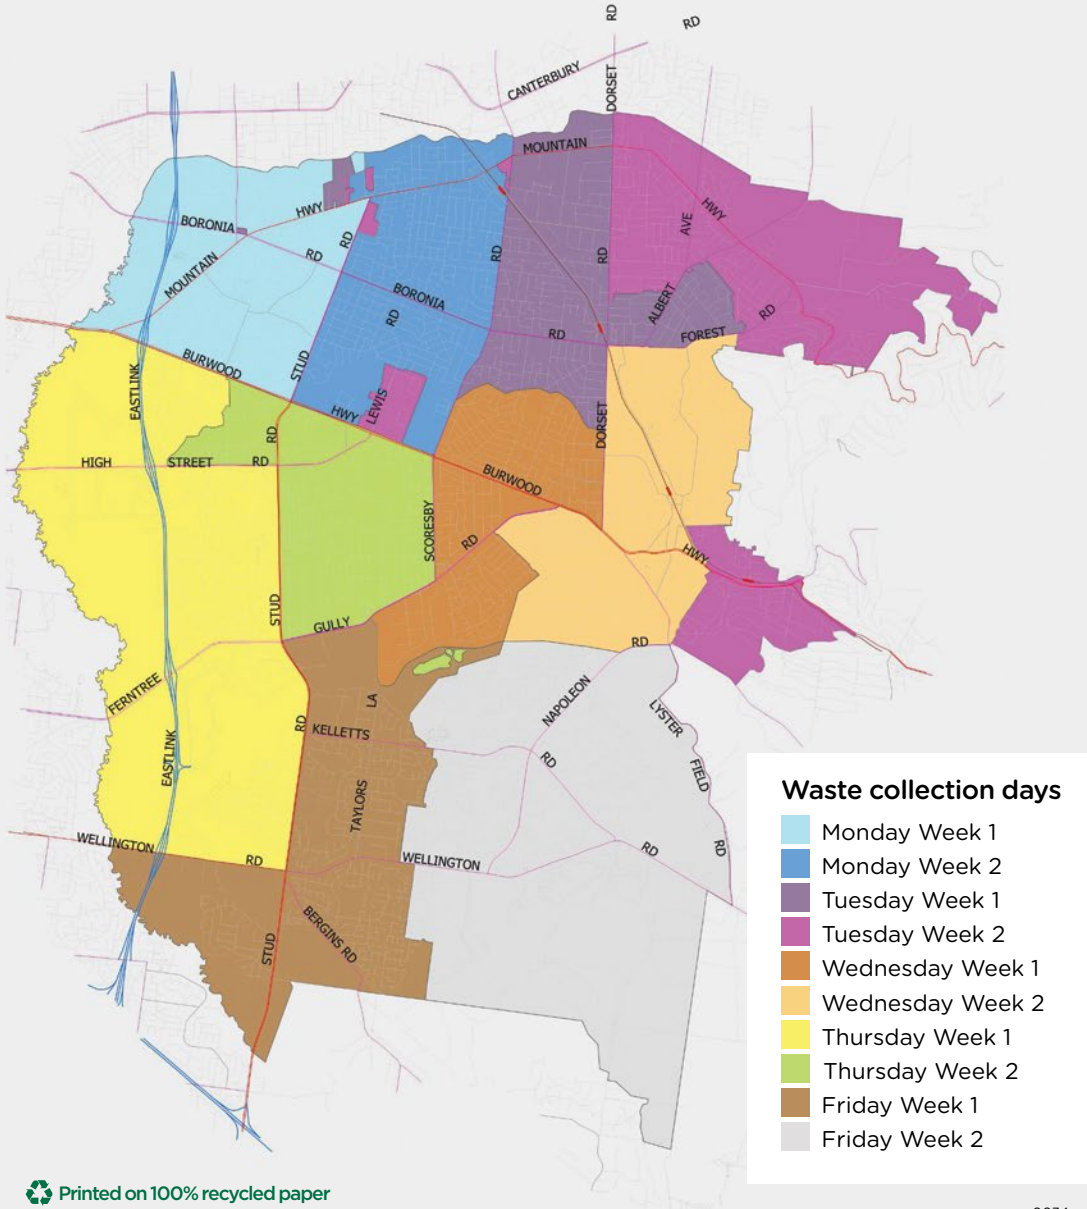 RD
RD
CANTERBURY
DORSET
MOUNTAIN
HWY
HWY
BORONIA
AVE
RD
RD
RD
RD
MOUNTAIN
BORONIA
ALBERT
RD
RD
RD
FOREST
BURWOOD
STUD
EASTLINK
LEWIS
HWY
DORSET
RD
HIGH
STREET
RD
BURWOOD
SCORESBY
RD
HWY
STUD
GULLY
RD
FERNTREE
LA
NAPOLEON
LYSTER
RD
KELLETTS
EASTLINK
RD
FIELD
TAYLORS
WELLINGTON
RD
WELLINGTON
RD
RD
BERGINS RD
STUD
Waste collection days
Monday Week 1
Monday Week 2
Tuesday Week 1
Tuesday Week 2
Wednesday Week 1
Wednesday Week 2
Thursday Week 1
Thursday Week 2
Friday Week 1
Friday Week 2
Printed on 100% recycled paper